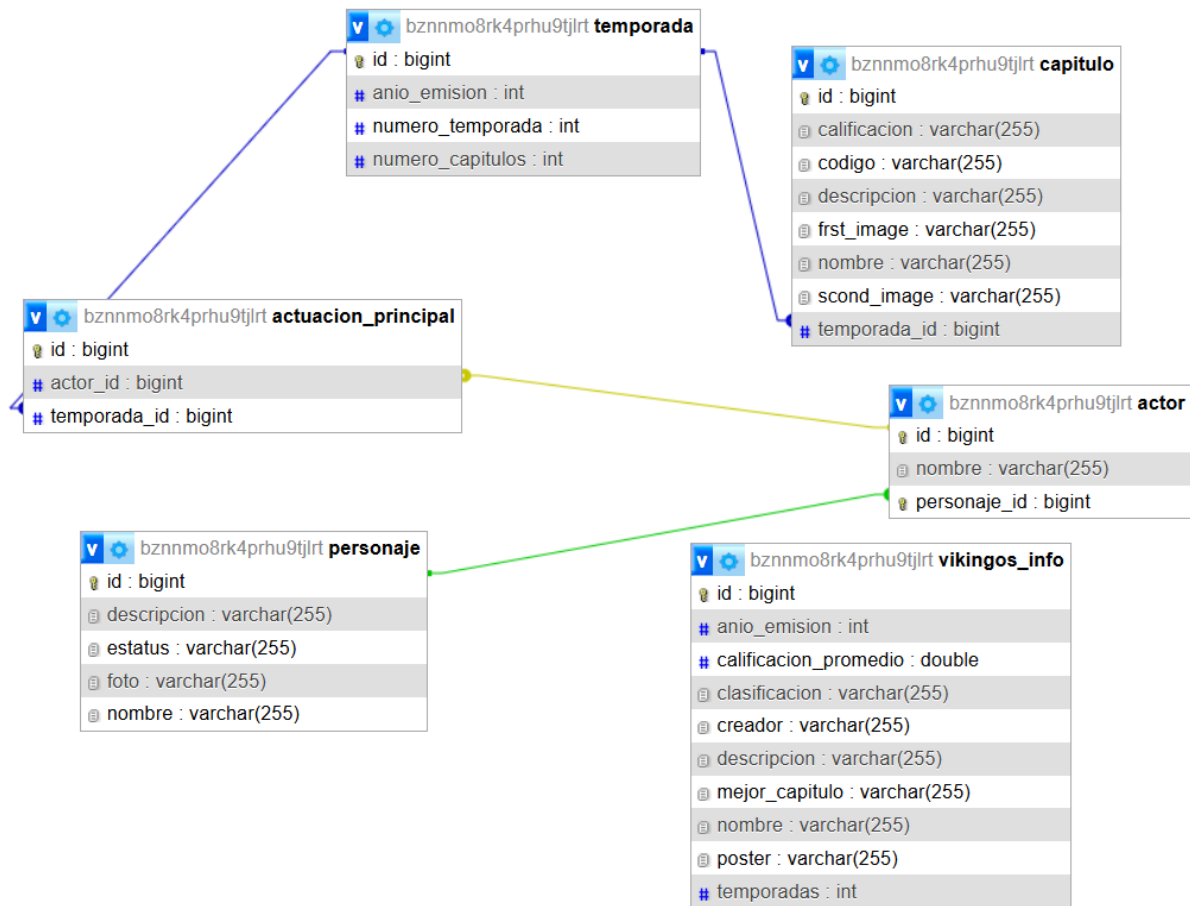 v bznnmo8rk4prhu9tjlrt temporada
id : bigint
# anio_emision : int
# numero_temporada : int
# numero_capitulos : int
v bznnmo8rk4prhu9tjlrt capitulo
id : bigint
calificacion : varchar(255)
codigo : varchar(255)
descripcion : varchar(255)
frst_image : varchar(255)
nombre : varchar(255)
scond_image : varchar(255)
# temporada_id : bigint
v bznnmo8rk4prhu9tjlrt actuacion_principal
id : bigint
# actor_id : bigint
# temporada_id : bigint
v bznnmo8rk4prhu9tjlrt actor
id : bigint
nombre : varchar(255)
personaje_id : bigint
v bznnmo8rk4prhu9tjlrt personaje
id : bigint
descripcion : varchar(255)
estatus : varchar(255)
foto : varchar(255)
nombre : varchar(255)
v bznnmo8rk4prhu9tjlrt vikingos_info
id : bigint
# anio_emision : int
# calificacion_promedio : double
clasificacion : varchar(255)
creador : varchar(255)
descripcion : varchar(255)
mejor_capitulo : varchar(255)
nombre : varchar(255)
poster : varchar(255)
# temporadas : int